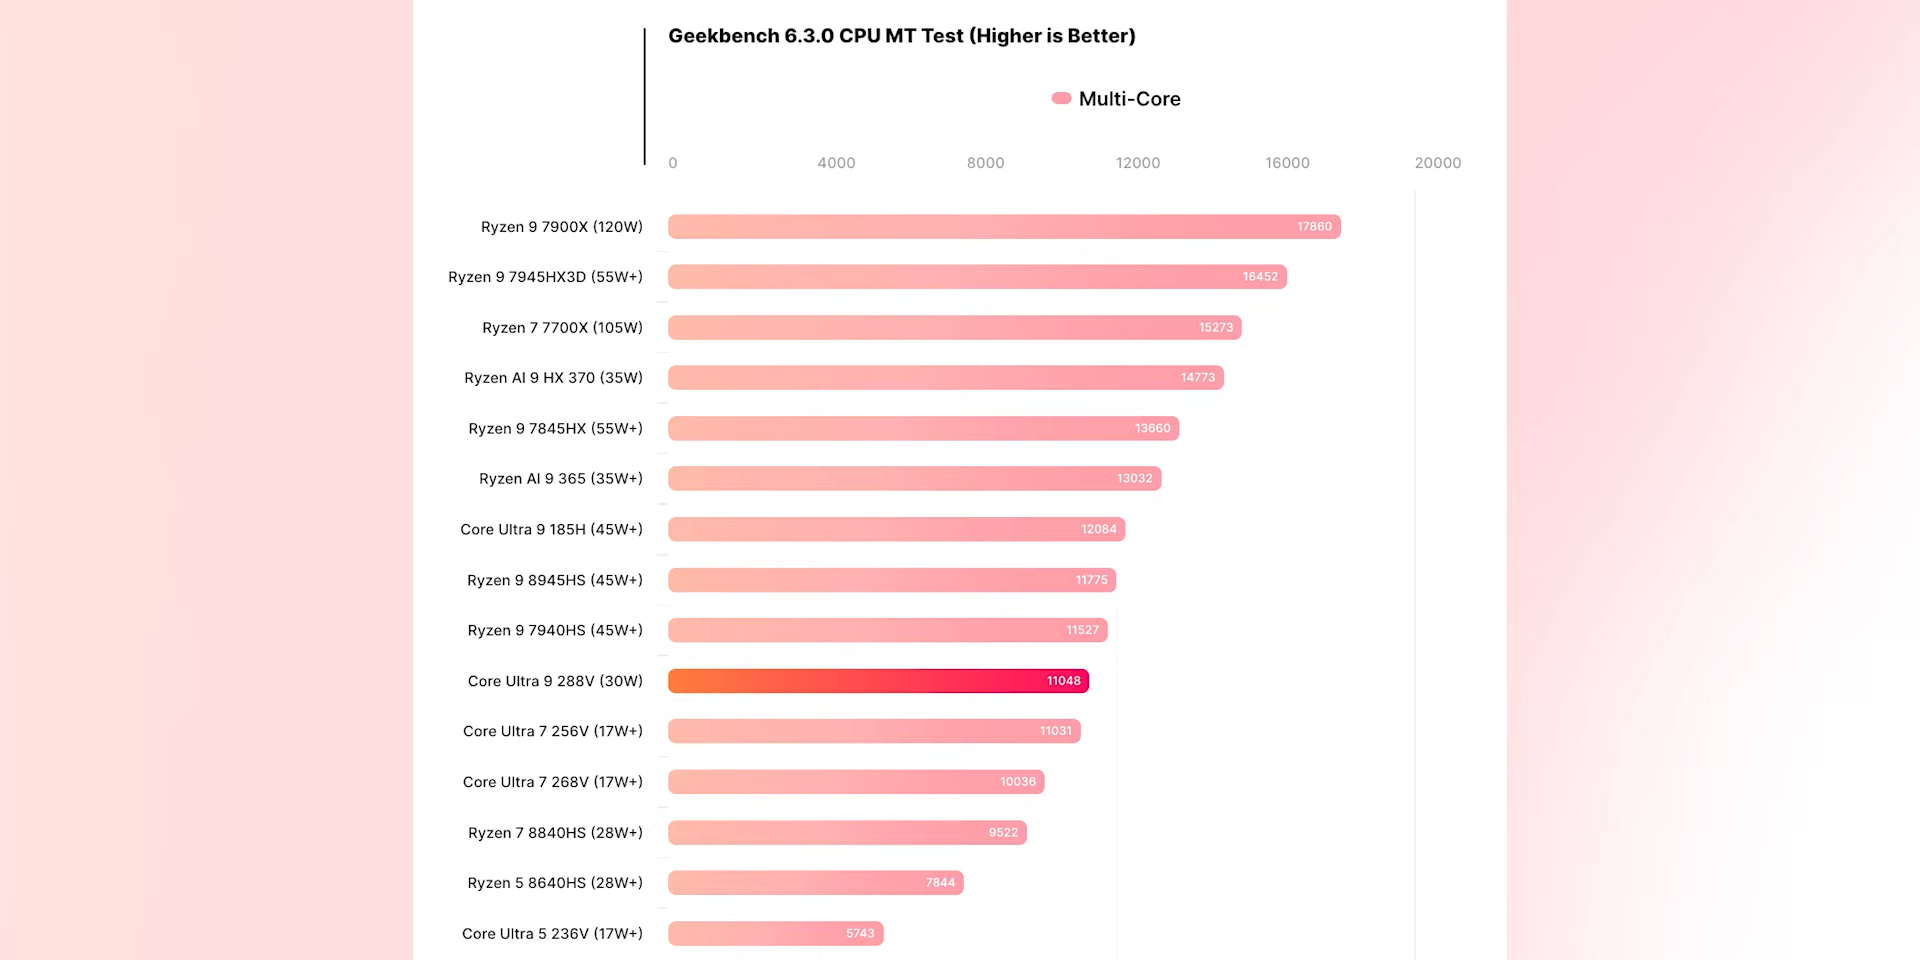 Geekbench 6.3.0 CPU MT Test (Higher is Better)
Multi-Core
0 4000 8000 12000 16000 20000
Ryzen 9 7900X (120W) 17860
Ryzen 9 7945HX3D (55W+) 16452
Ryzen 7 7700X (105W) 15273
Ryzen AI 9 HX 370 (35W) 14773
Ryzen 9 7845HX (55W+) 13660
Ryzen AI 9 365 (35W+) 13032
Core Ultra 9 185H (45W+) 12084
Ryzen 9 8945HS (45W+) 11775
Ryzen 9 7940HS (45W+) 11527
Core Ultra 9 288V (30W) 11048
Core Ultra 7 256V (17W+) 11031
Core Ultra 7 268V (17W+) 10036
Ryzen 7 8840HS (28W+) 9522
Ryzen 5 8640HS (28W+) 7844
Core Ultra 5 236V (17W+) 5743